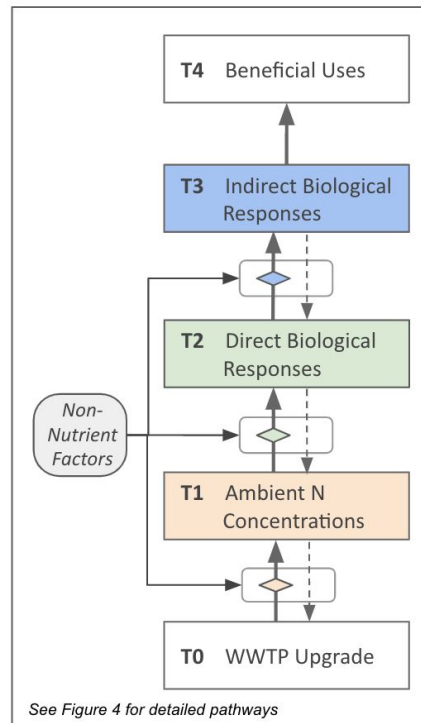 T4 Beneficial Uses
T3 Indirect Biological
Responses
T2 Direct Biological
Responses
Non-
Nutrient
Factors
T1 Ambient N
Concentrations
T0 WWTP Upgrade
See Figure 4 for detailed pathways